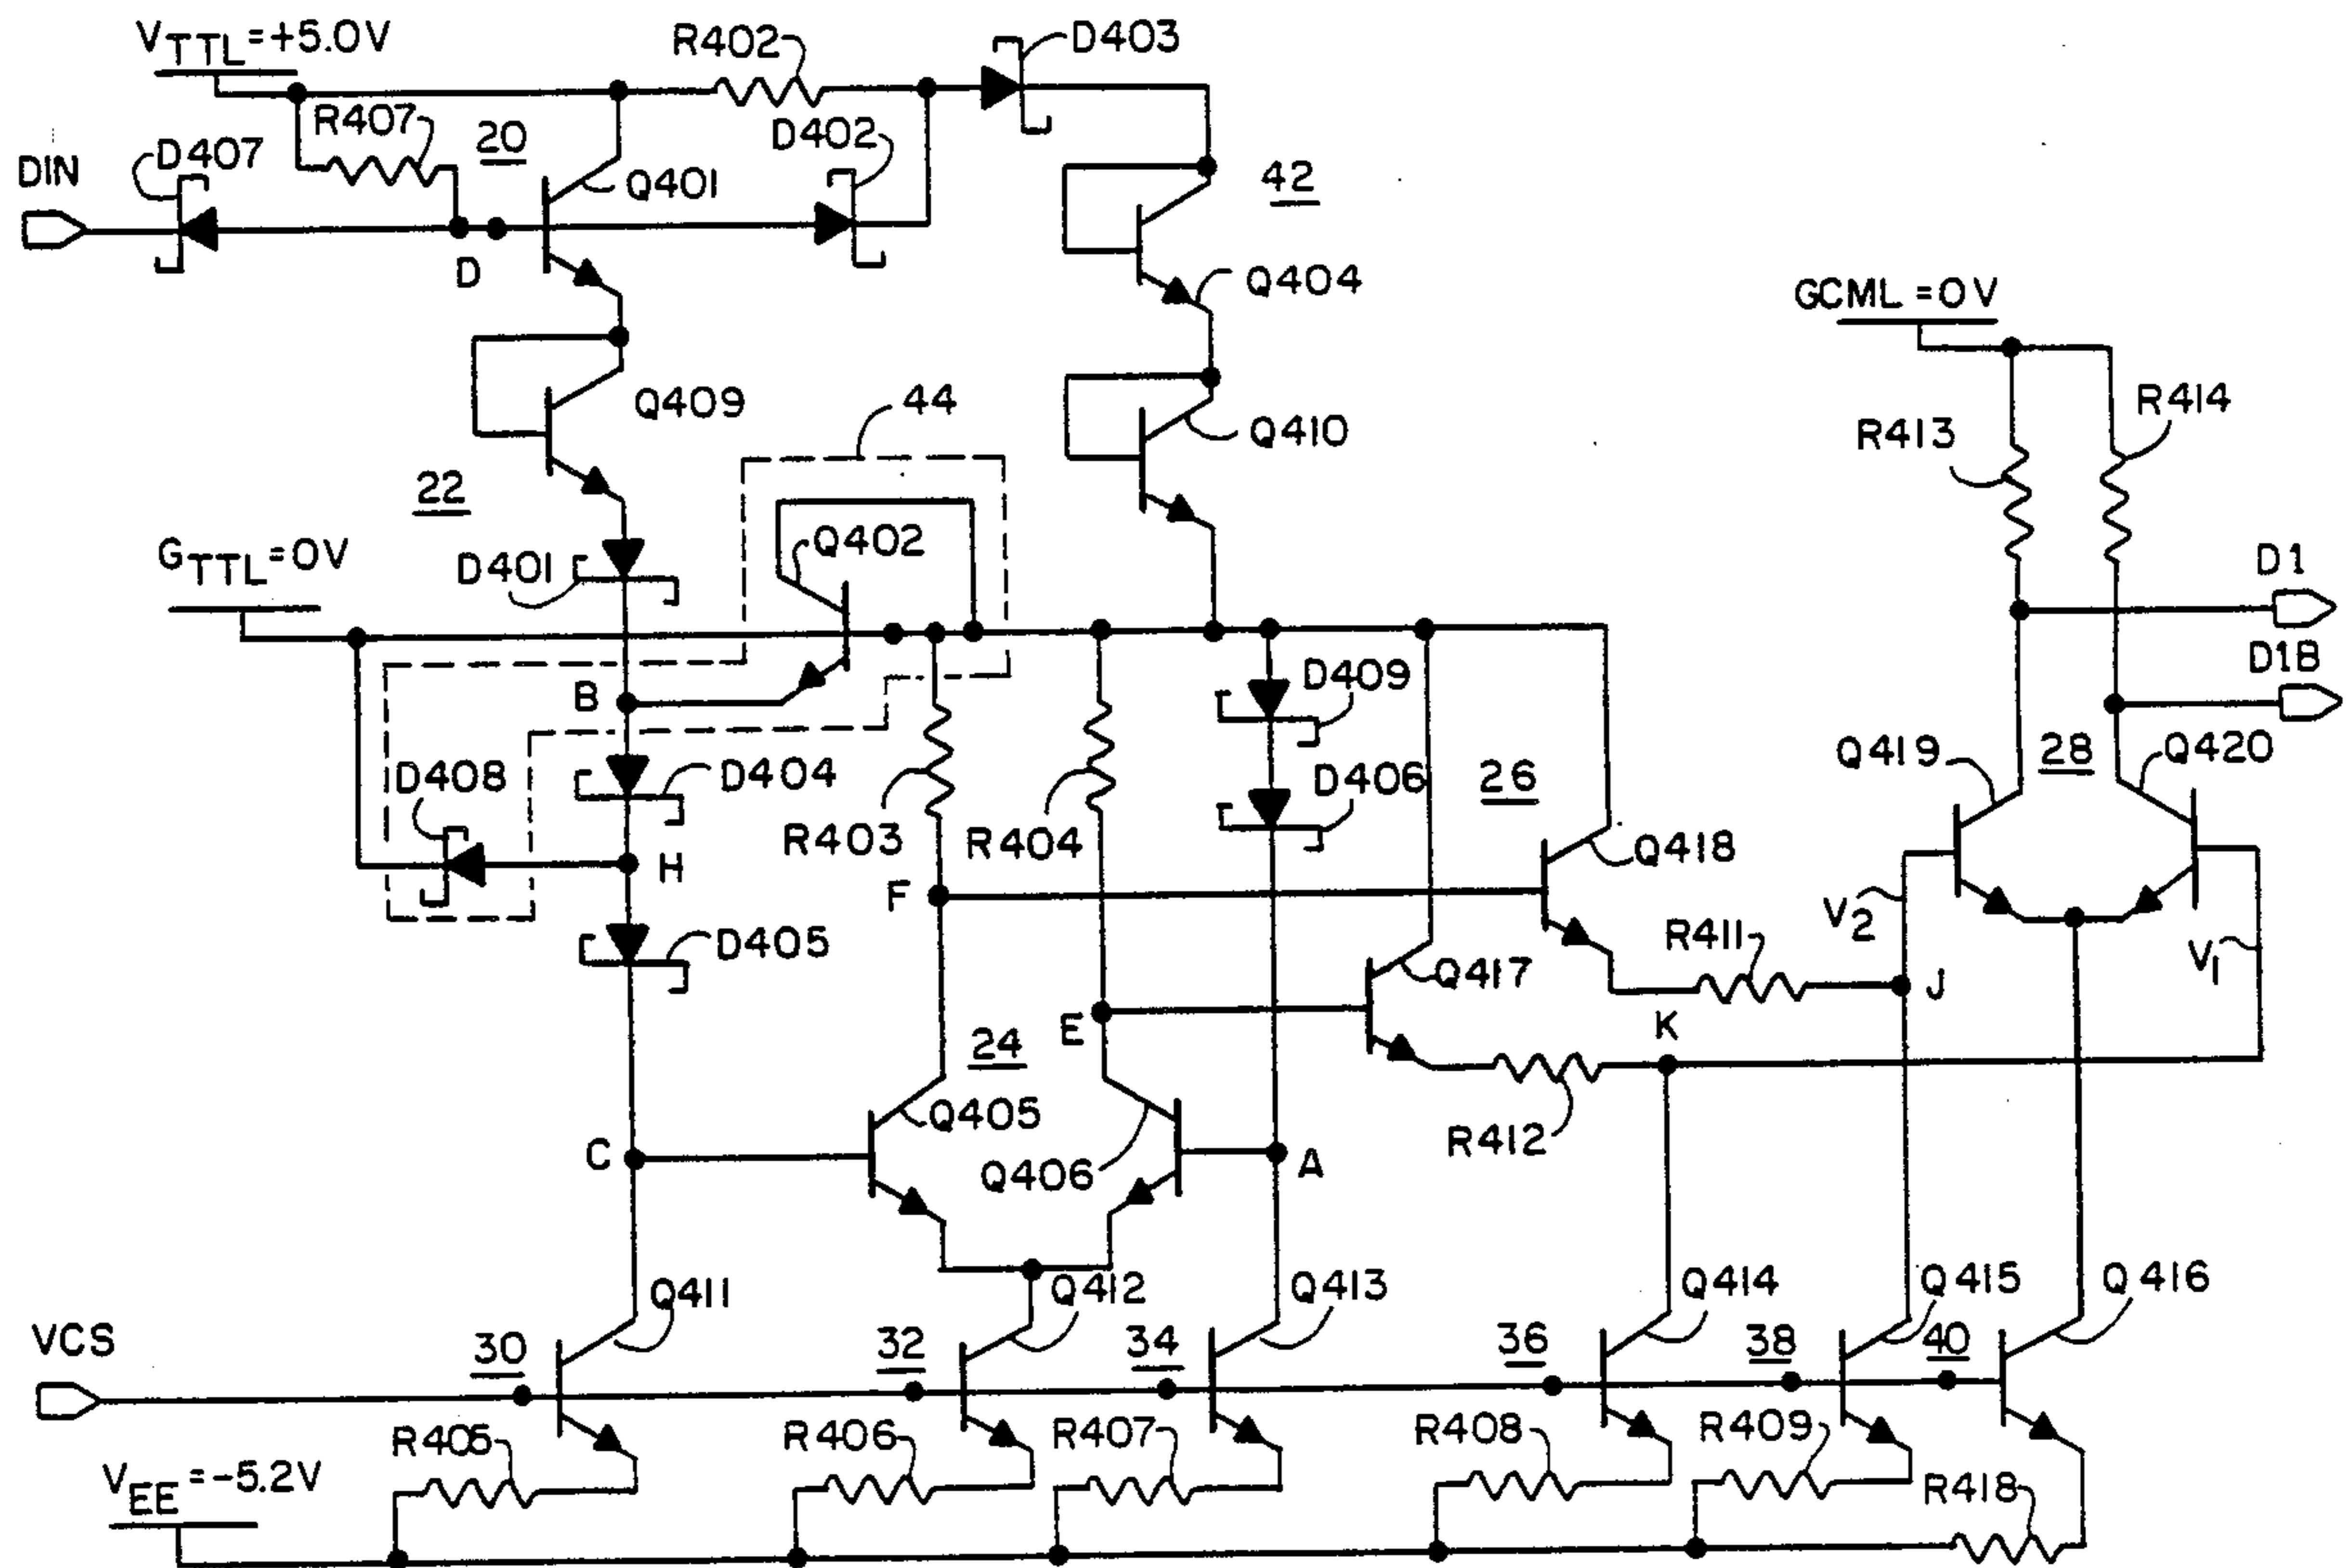 VTTL=+5.0V
R402
D403
R407
20
D402
DIN
D407
Q401
42
D
Q404
GCML=0V
Q409
44
R414
Q410
R413
22
GTTL=0V
Q402
D401
D1
D1B
B
D409
Q419
28
Q420
D408
D404
D406
26
R403
R404
Q418
H
F
V2
R411
D405
Q417
V1
J
K
E
24
Q405
R412
C
Q406
A
Q411
Q412
Q413
Q414
Q415
Q416
VCS
30
32
34
36
38
40
R405
R406
R407
R408
R409
VEE=-5.2V
R418